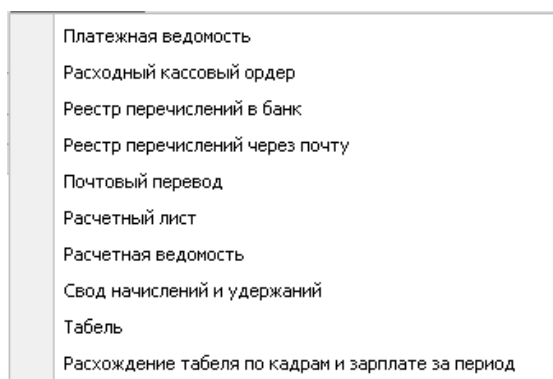 Платежная ведомость
Расходный кассовый ордер
Реестр перечислений в банк
Реестр перечислений через почту
Почтовый перевод
Расчетный лист
Расчетная ведомость
Свод начислений и удержаний
Табель
Расхождение табеля по кадрам и зарплате за период